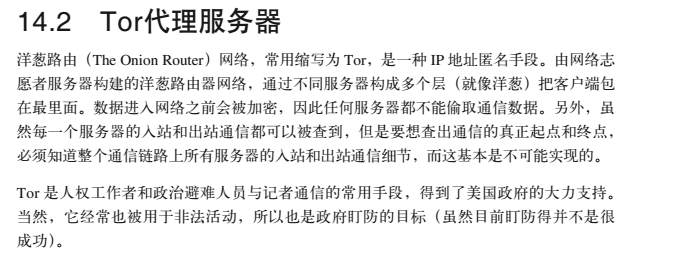 14.2 Tor代理服务器
洋葱路由（The Onion Router）网络，常用缩写为 Tor，是一种 IP 地址匿名手段。由网络志
愿者服务器构建的洋葱路由器网络，通过不同服务器构成多个层（就像洋葱）把客户端包
在最里面。数据进入网络之前会被加密，因此任何服务器都不能偷取通信数据。另外，虽
然每一个服务器的入站和出站通信都可以被查到，但是要想查出通信的真正起点和终点，
必须知道整个通信链路上所有服务器的入站和出站通信细节，而这基本是不可能实现的。
Tor 是人权工作者和政治避难人员与记者通信的常用手段，得到了美国政府的大力支持。
当然，它经常也被用于非法活动，所以也是政府盯防的目标（虽然目前盯防得并不是很
成功）。